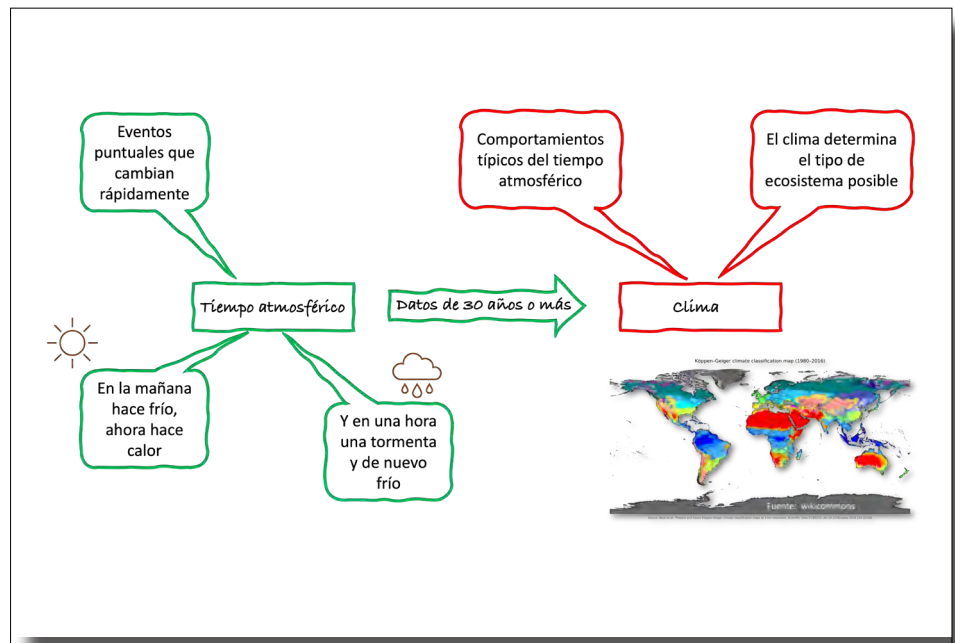 Eventos
puntuales que
cambian
rápidamente
Comportamientos
típicos del tiempo
atmosférico
El clima determina
el tipo de
ecosistema posible
Tiempo atmosférico
Datos de 30 años o más
Clima
En la mañana
hace frío,
ahora hace
calor
Y en una hora
una tormenta
y de nuevo
frío
Köppen-Geiger climate classification map (1980–2016)
Fuente: wikicommons